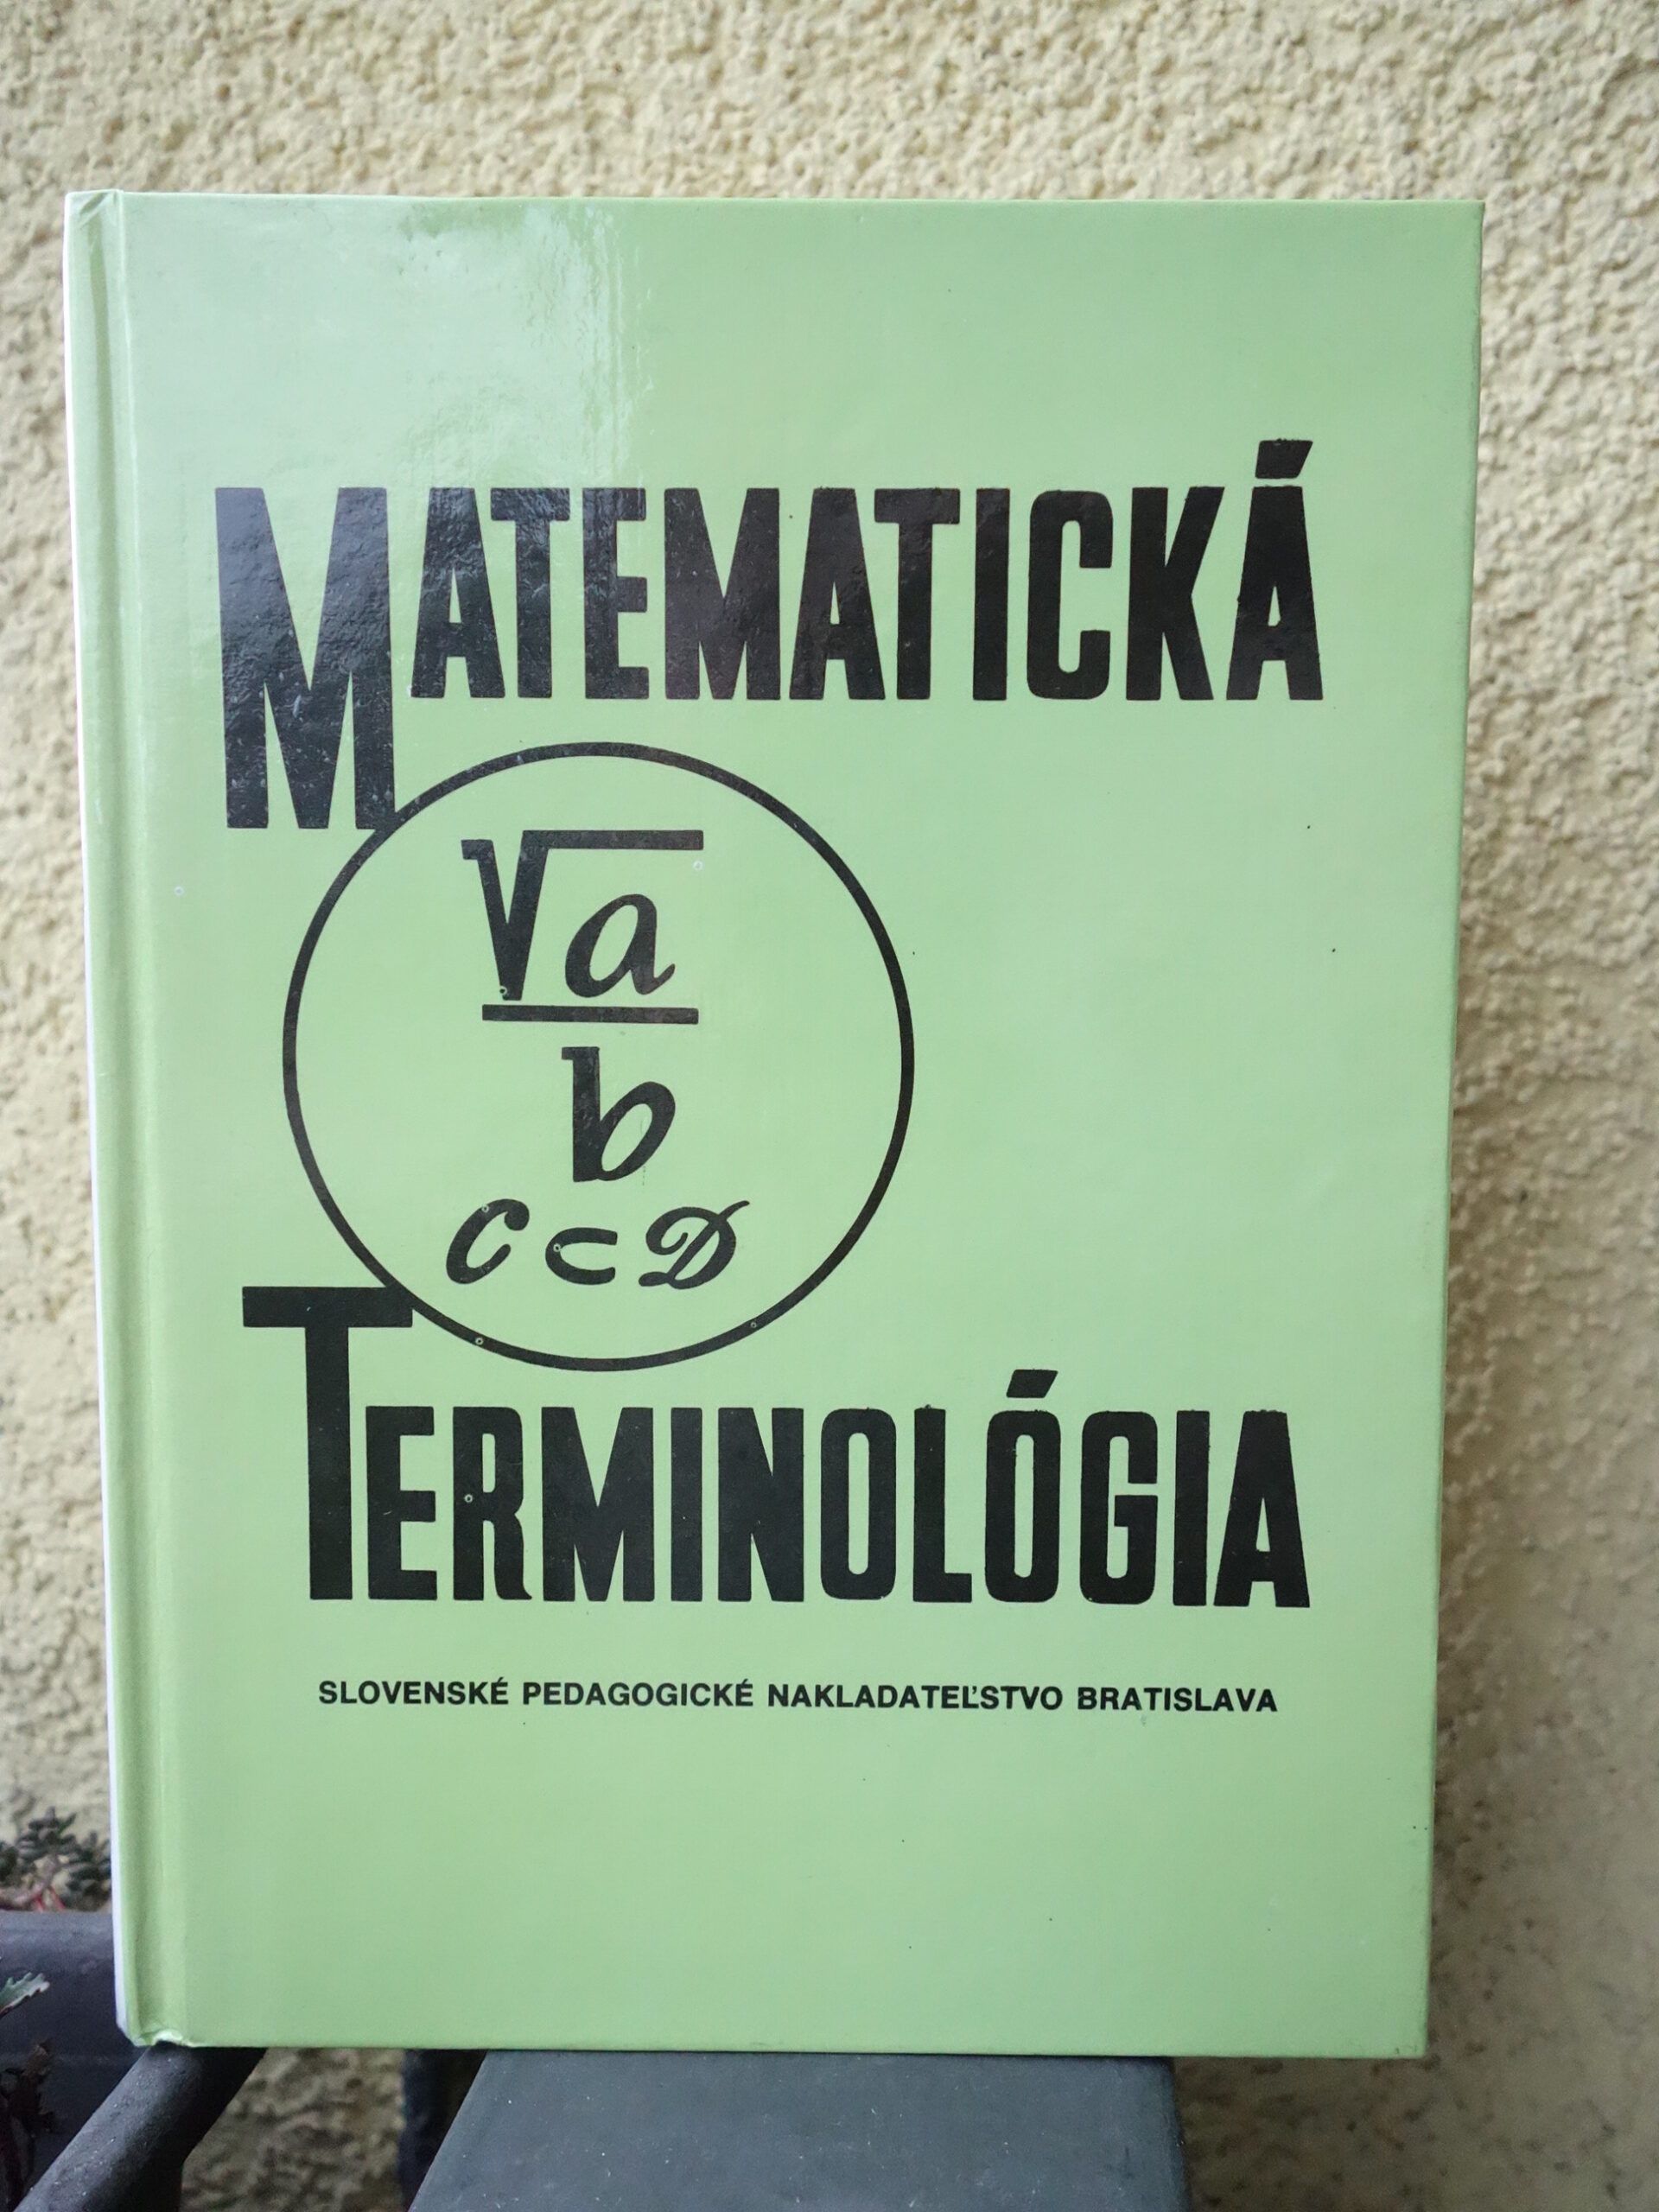 MATEMATICKÁ
√a
b
C ⊂ D
TERMINOLÓGIA
SLOVENSKÉ PEDAGOGICKÉ NAKLADATEĽSTVO BRATISLAVA